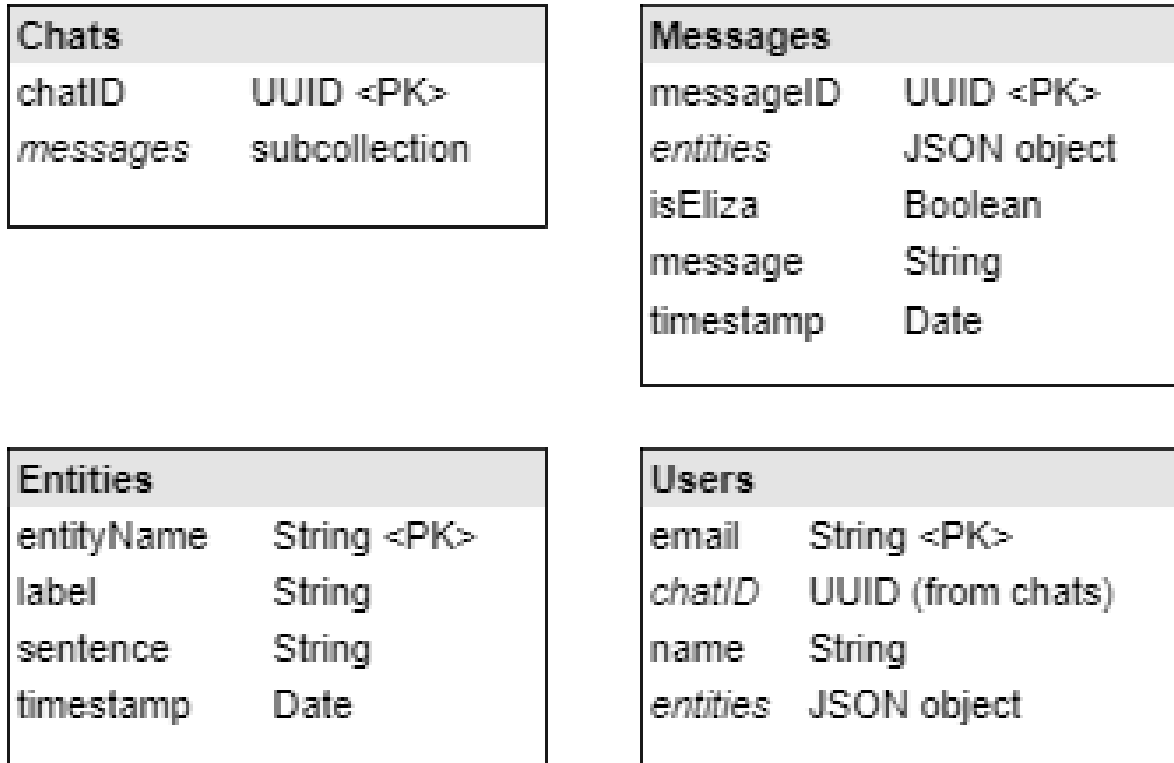 Chats
chatID UUID <PK>
messages subcollection
Messages
messageID UUID <PK>
entities JSON object
isEliza Boolean
message String
timestamp Date
Entities
entityName String <PK>
label String
sentence String
timestamp Date
Users
email String <PK>
chatID UUID (from chats)
name String
entities JSON object